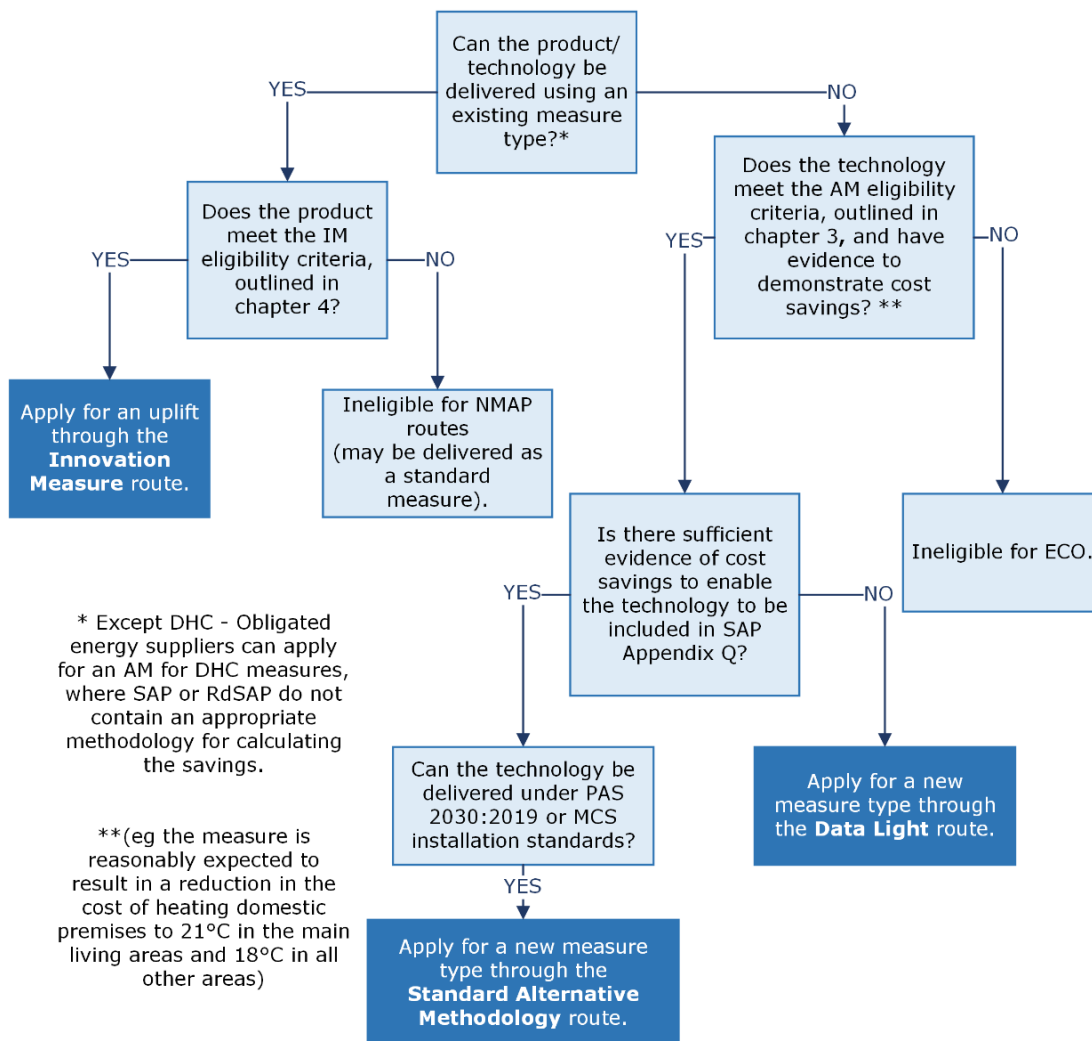 Can the product/
technology be
delivered using an
existing measure
type?*
YES
NO
Does the product
meet the IM
eligibility criteria,
outlined in
chapter 4?
YES
NO
Does the technology
meet the AM eligibility
criteria, outlined in
chapter 3, and have
evidence to
demonstrate cost
savings? **
YES
NO
Apply for an uplift
through the
Innovation
Measure route.
Ineligible for NMAP
routes
(may be delivered as
a standard
measure).
Is there sufficient
evidence of cost
savings to enable
the technology to be
included in SAP
Appendix Q?
YES
NO
Ineligible for ECO.
* Except DHC - Obligated
energy suppliers can apply
for an AM for DHC measures,
where SAP or RdSAP do not
contain an appropriate
methodology for calculating
the savings.
Can the technology be
delivered under PAS
2030:2019 or MCS
installation standards?
YES
Apply for a new
measure type through
the Data Light route.
**(eg the measure is
reasonably expected to
result in a reduction in the
cost of heating domestic
premises to 21°C in the main
living areas and 18°C in all
other areas)
Apply for a new measure
type through the
Standard Alternative
Methodology route.